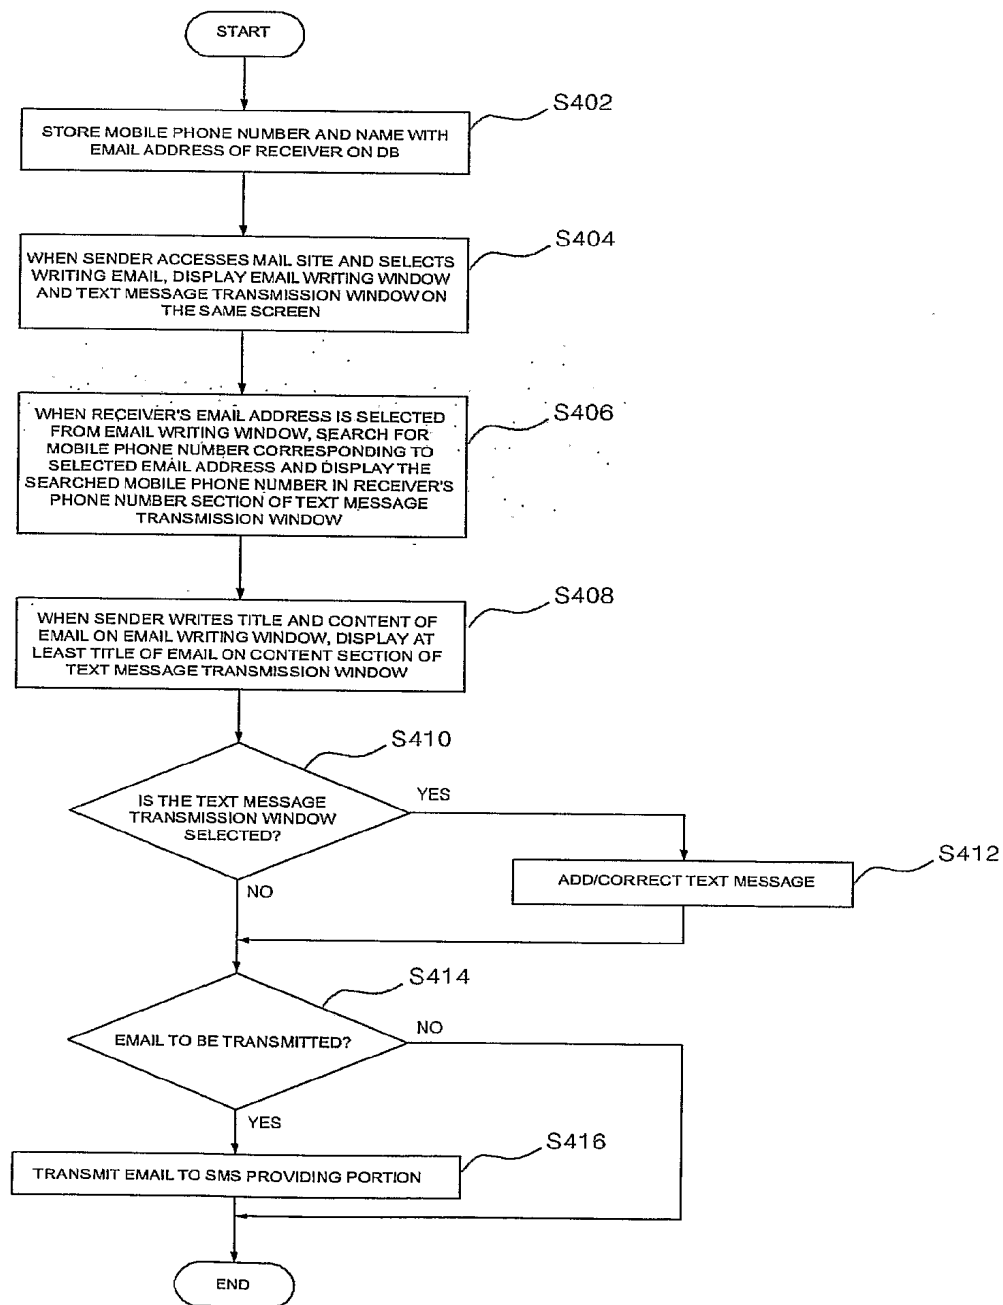 START
S402
STORE MOBILE PHONE NUMBER AND NAME WITH
EMAIL ADDRESS OF RECEIVER ON DB
S404
WHEN SENDER ACCESSES MAIL SITE AND SELECTS
WRITING EMAIL, DISPLAY EMAIL WRITING WINDOW
AND TEXT MESSAGE TRANSMISSION WINDOW ON
THE SAME SCREEN
S406
WHEN RECEIVER'S EMAIL ADDRESS IS SELECTED
FROM EMAIL WRITING WINDOW, SEARCH FOR
MOBILE PHONE NUMBER CORRESPONDING TO
SELECTED EMAIL ADDRESS AND DISPLAY THE
SEARCHED MOBILE PHONE NUMBER IN RECEIVER'S
PHONE NUMBER SECTION OF TEXT MESSAGE
TRANSMISSION WINDOW
S408
WHEN SENDER WRITES TITLE AND CONTENT OF
EMAIL ON EMAIL WRITING WINDOW, DISPLAY AT
LEAST TITLE OF EMAIL ON CONTENT SECTION OF
TEXT MESSAGE TRANSMISSION WINDOW
S410
IS THE TEXT MESSAGE
TRANSMISSION WINDOW
SELECTED?
YES
S412
ADD/CORRECT TEXT MESSAGE
NO
S414
EMAIL TO BE TRANSMITTED?
NO
YES
S416
TRANSMIT EMAIL TO SMS PROVIDING PORTION
END